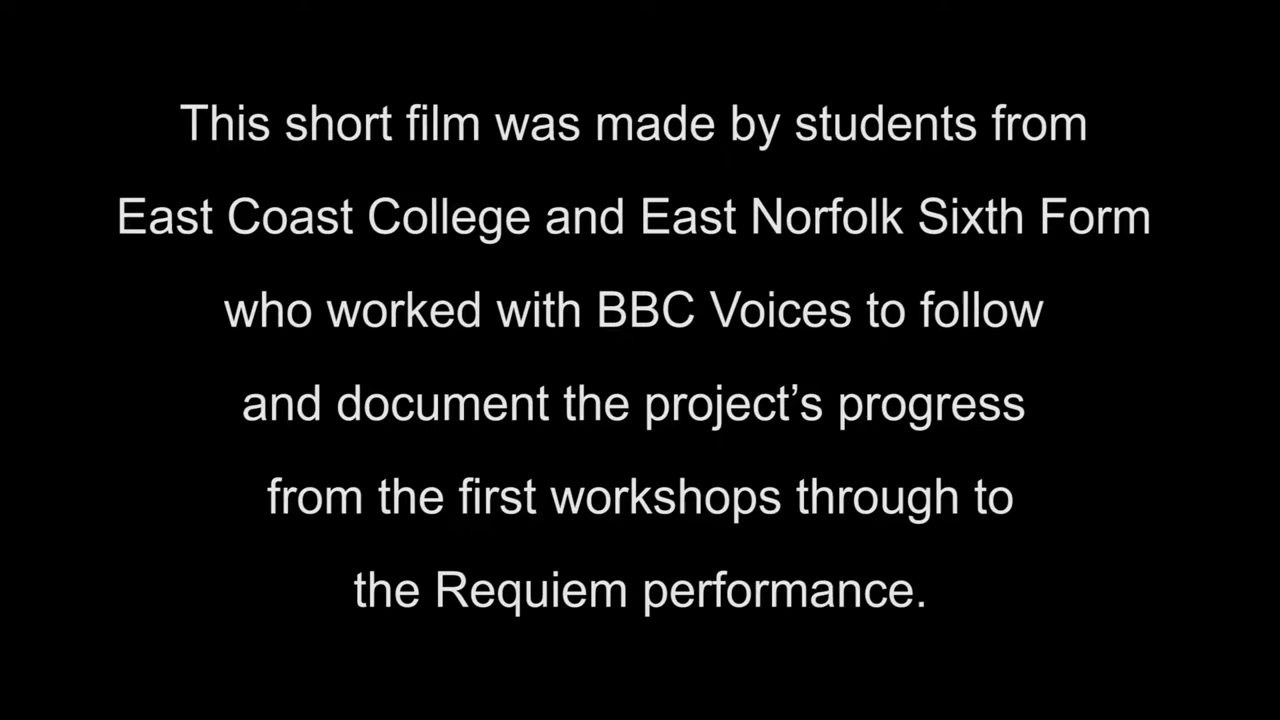 This short film was made by students from
East Coast College and East Norfolk Sixth Form
who worked with BBC Voices to follow
and document the project’s progress
from the first workshops through to
the Requiem performance.